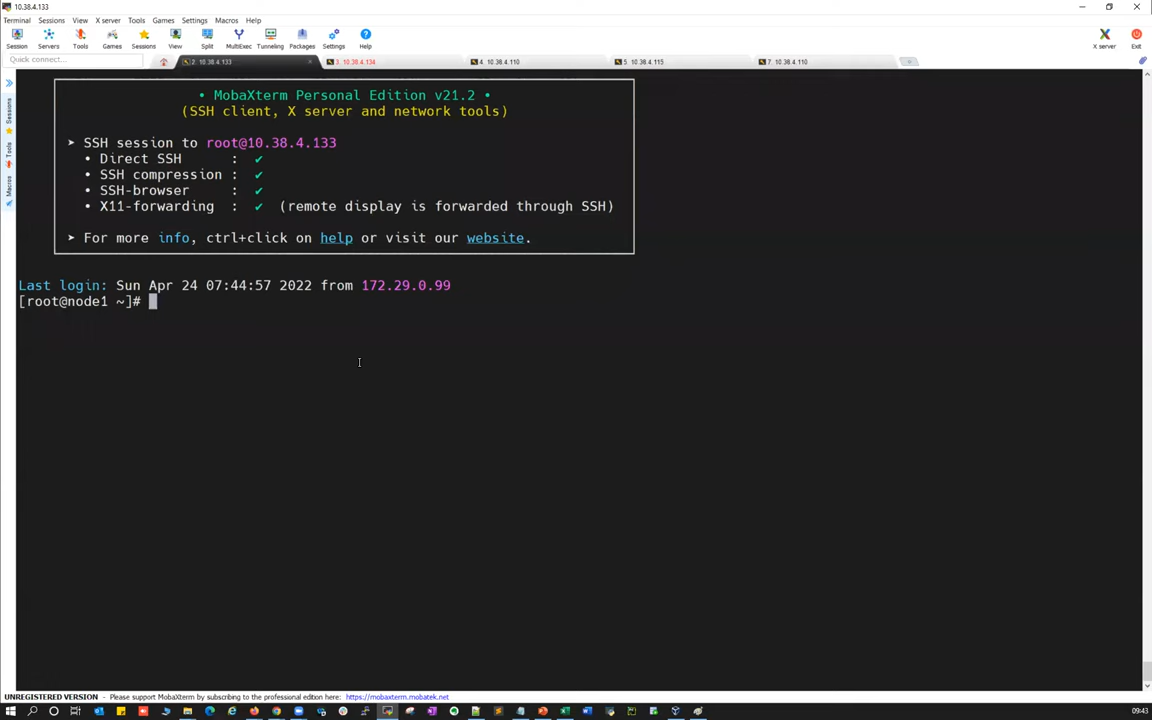 10.38.4.133
Terminal Sessions View X server Tools Games Settings Macros Help
Session Servers Tools Games Sessions View Split MultiExec Tunneling Packages Settings Help X server Exit
Quick connect... 2. 10.38.4.133 3. 10.38.4.134 4. 10.38.4.110 5. 10.38.4.115 7. 10.38.4.110
Sessions
Tools
Macros
• MobaXterm Personal Edition v21.2 •
(SSH client, X server and network tools)
➤ SSH session to root@10.38.4.133
• Direct SSH : ✔
• SSH compression : ✔
• SSH-browser : ✔
• X11-forwarding : ✔ (remote display is forwarded through SSH)
➤ For more info, ctrl+click on help or visit our website.
Last login: Sun Apr 24 07:44:57 2022 from 172.29.0.99
[root@node1 ~]#
UNREGISTERED VERSION - Please support MobaXterm by subscribing to the professional edition here: https://mobaxterm.mobatek.net
09:43